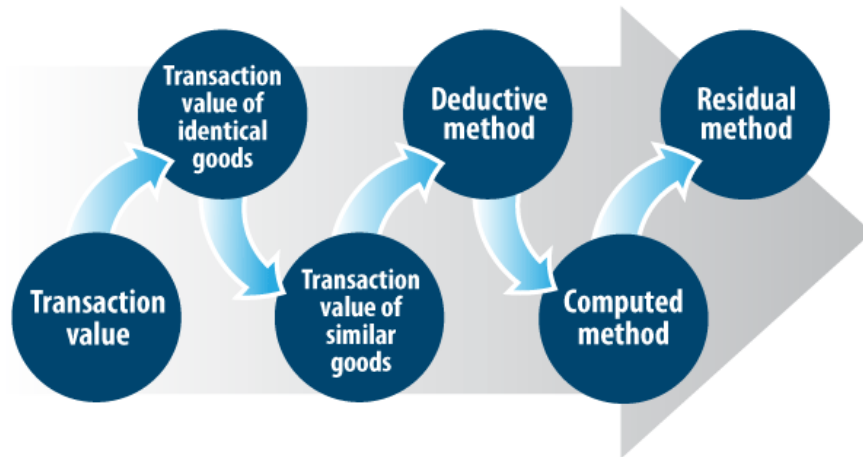 Transaction
value
Transaction
value of
identical
goods
Transaction
value of
similar
goods
Deductive
method
Computed
method
Residual
method